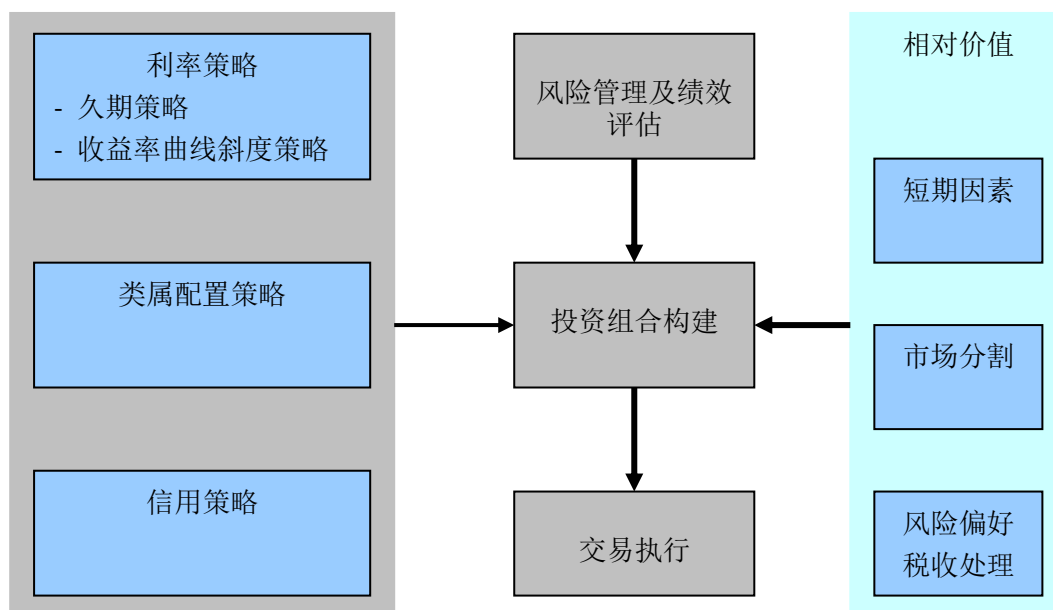 利率策略
- 久期策略
- 收益率曲线斜度策略
类属配置策略
信用策略
风险管理及绩效
评估
投资组合构建
交易执行
相对价值
短期因素
市场分割
风险偏好
税收处理